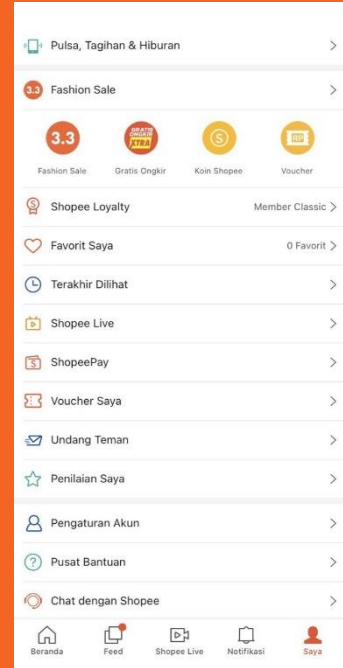 Pulsa, Tagihan & Hiburan
3.3 Fashion Sale
3.3
GRATIS ONGKIR XTRA
S
RP
Fashion Sale Gratis Ongkir Koin Shopee Voucher
Shopee Loyalty Member Classic
Favorit Saya 0 Favorit
Terakhir Dilihat
Shopee Live
ShopeePay
Voucher Saya
Undang Teman
Penilaian Saya
Pengaturan Akun
Pusat Bantuan
Chat dengan Shopee
Beranda Feed Shopee Live Notifikasi Saya